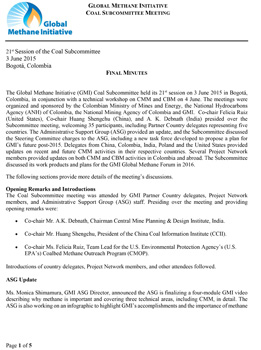 Global
Methane Initiative
GLOBAL METHANE INITIATIVE
COAL SUBCOMMITTEE MEETING
21st Session of the Coal Subcommittee
3 June 2015
Bogotá, Colombia
FINAL MINUTES
The Global Methane Initiative (GMI) Coal Subcommittee held its 21st session on 3 June 2015 in Bogotá,
Colombia, in conjunction with a technical workshop on CMM and CBM on 4 June. The meetings were
organized and sponsored by the Colombian Ministry of Mines and Energy, the National Hydrocarbons
Agency (ANH) of Colombia, the National Mining Agency of Colombia and GMI. Co-chair Felicia Ruiz
(United States), Co-chair Huang Shengchu (China), and A. K. Debnath (India) presided over the
Subcommittee meeting, welcoming 35 participants, including Partner Country delegates representing five
countries. The Administrative Support Group (ASG) provided an update, and the Subcommittee discussed
the Steering Committee charges to the ASG, including a new task force developed to propose a plan for
GMI's future post-2015. Delegates from China, Colombia, India, Poland and the United States provided
updates on recent and future CMM activities in their respective countries. Several Project Network
members provided updates on both CMM and CBM activities in Colombia and abroad. The Subcommittee
discussed its work products and plans for the GMI Global Methane Forum in 2016.
The following sections provide more details of the meeting's discussions.
Opening Remarks and Introductions
The Coal Subcommittee meeting was attended by GMI Partner Country delegates, Project Network
members, and Administrative Support Group (ASG) staff. Presiding over the meeting and providing
opening remarks were:
• Co-chair Mr. A.K. Debnath, Chairman Central Mine Planning & Design Institute, India.
• Co-chair Mr. Huang Shengchu, President of the China Coal Information Institute (CCII).
• Co-chair Ms. Felicia Ruiz, Team Lead for the U.S. Environmental Protection Agency's (U.S.
EPA's) Coalbed Methane Outreach Program (CMOP).
Introductions of country delegates, Project Network members, and other attendees followed.
ASG Update
Ms. Monica Shimamura, GMI ASG Director, announced the ASG is finalizing a four-module GMI video
describing why methane is important and covering three technical areas, including CMM, in detail. The
ASG is also working on an infographic to highlight GMI's accomplishments and the importance of methane
Page 1 of 5